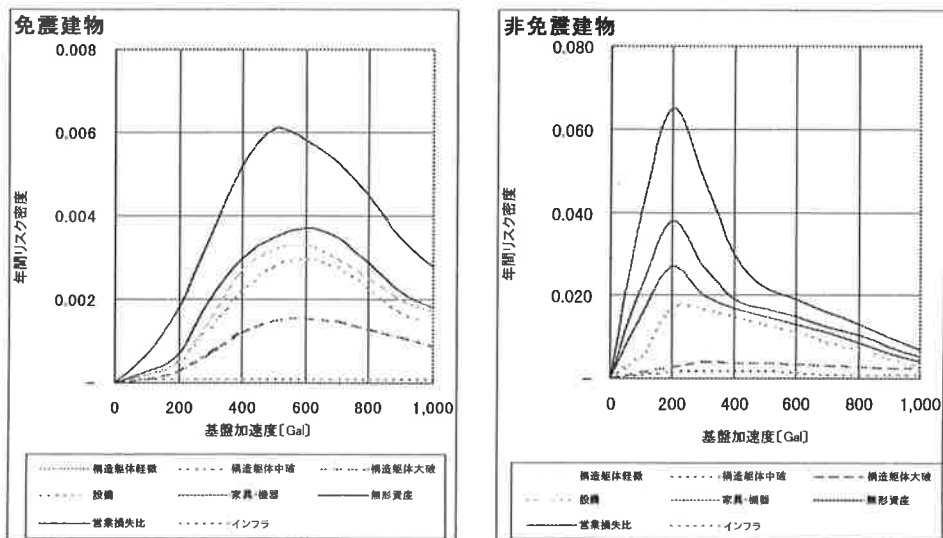 免震建物
0.008
0.006
0.004
0.002
–
年間リスク密度
0 200 400 600 800 1,000
基盤加速度〔Gal〕
構造躯体軽微 構造躯体中破 構造躯体大破
設備 家具・機器 無形資産
営業損失比 インフラ
非免震建物
0.080
0.060
0.040
0.020
–
年間リスク密度
0 200 400 600 800 1,000
基盤加速度〔Gal〕
構造躯体軽微 構造躯体中破 構造躯体大破
設備 家具・機器 無形資産
営業損失比 インフラ